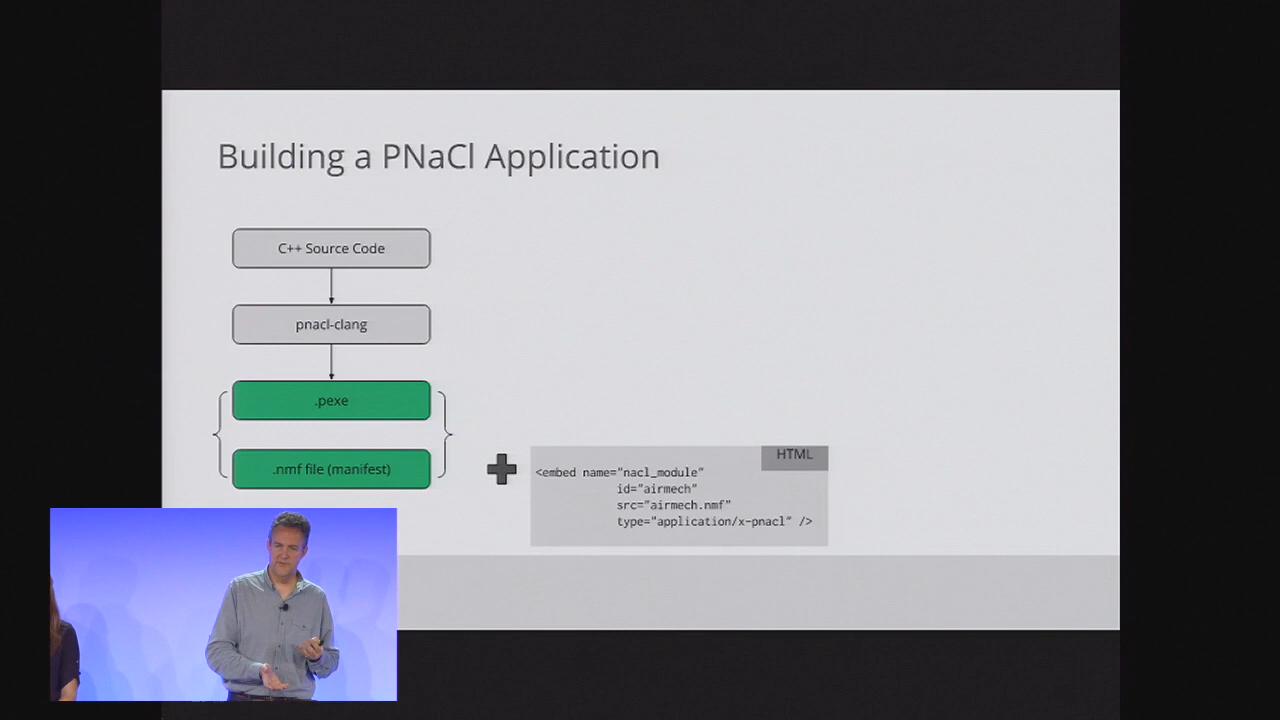 Building a PNaCl Application
C++ Source Code
pnacl-clang
.pexe
.nmf file (manifest)
HTML
<embed name="nacl_module"
id="airmech"
src="airmech.nmf"
type="application/x-pnacl" />